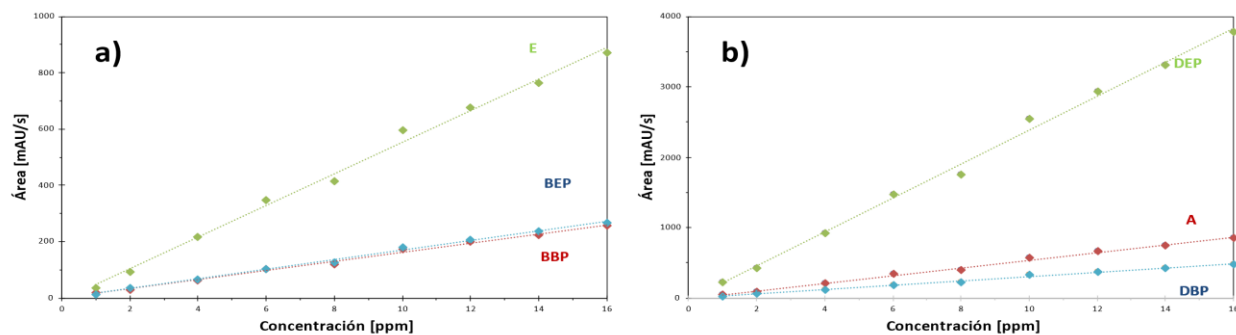 a)
1000
800
600
400
200
0
0
2
4
6
8
10
12
14
16
Área [mAU/s]
Concentración [ppm]
E
BEP
BBP
b)
4000
3000
2000
1000
0
0
2
4
6
8
10
12
14
16
Área [mAU/s]
Concentración [ppm]
DEP
A
DBP